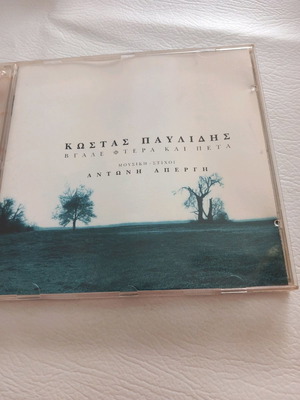 ΚΩΣΤΑΣ ΠΑΥΛΙΔΗΣ
ΒΓΑΛΕ ΦΤΕΡΑ ΚΑΙ ΠΕΤΑ
ΜΟΥΣΙΚΗ - ΣΤΙΧΟΙ
ΑΝΤΩΝΗ ΑΠΕΡΓΗ